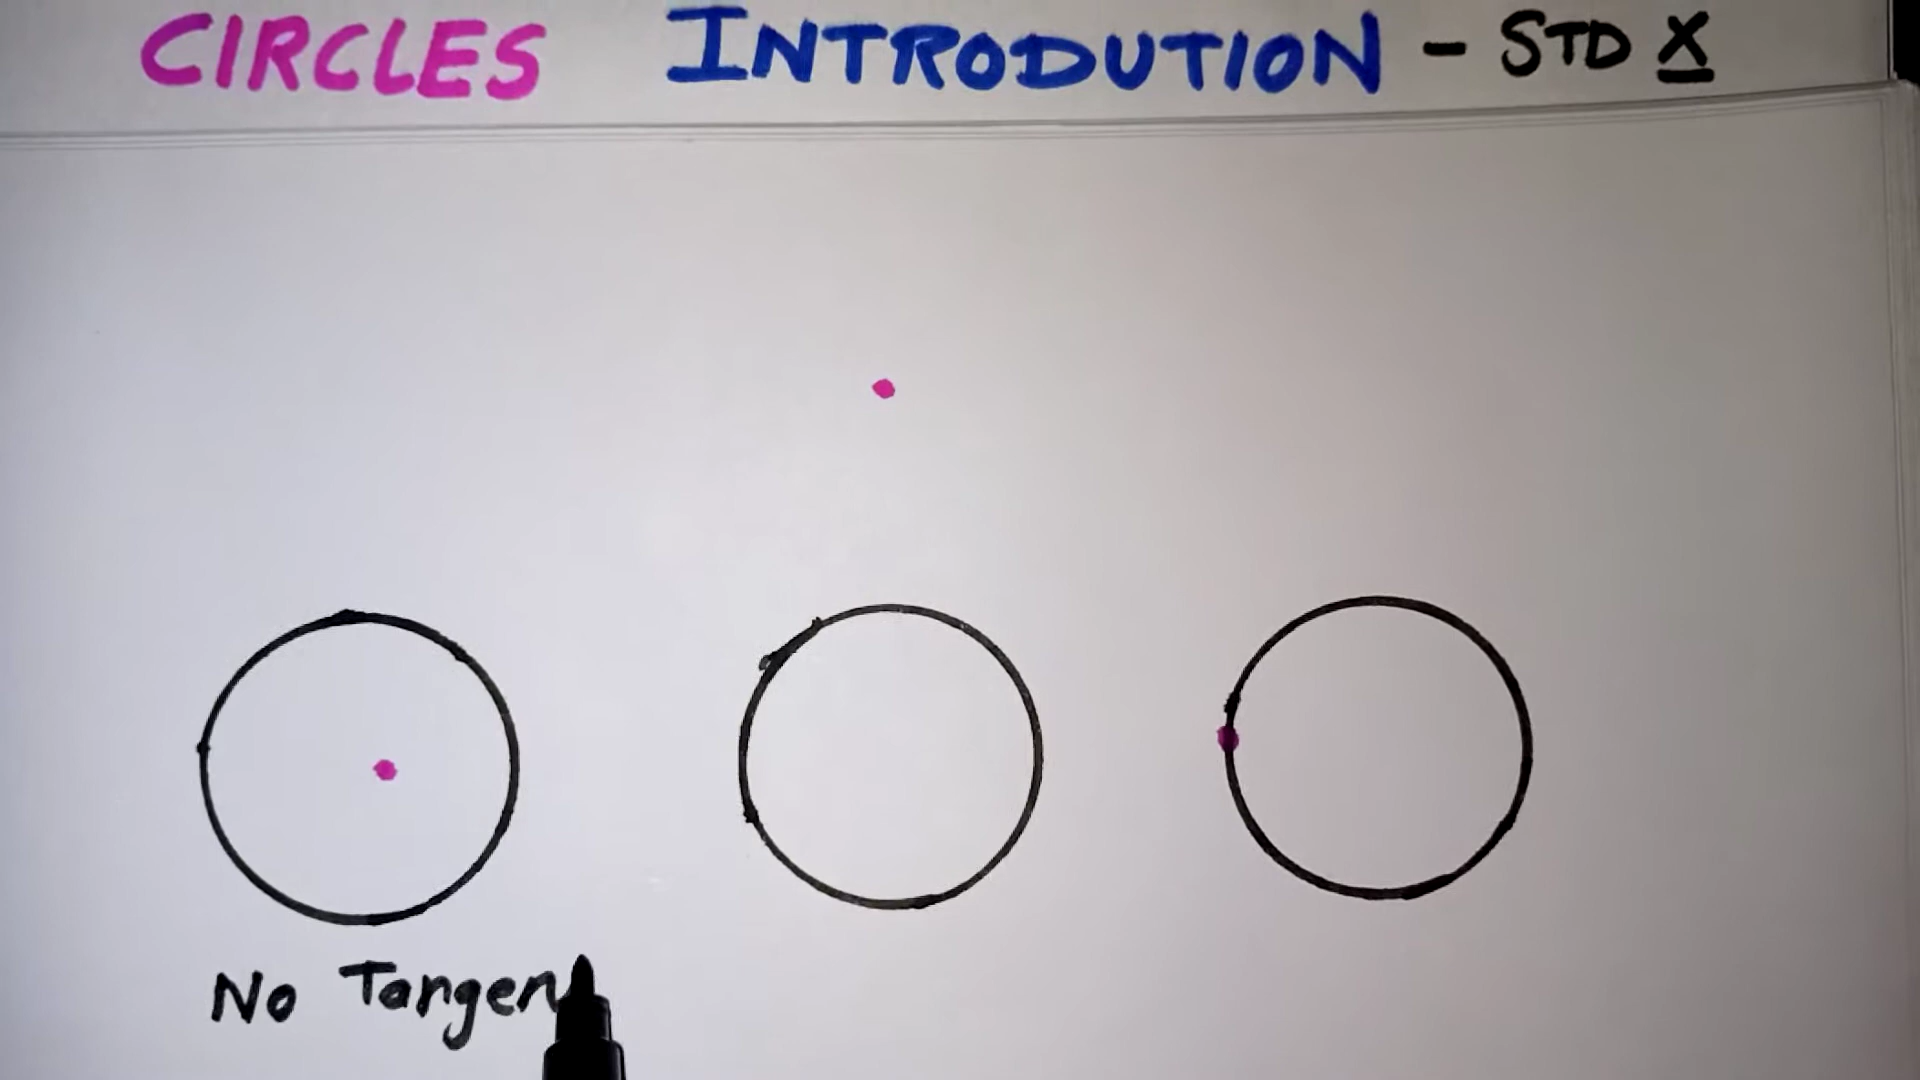 CIRCLES INTRODUTION - STD X
No Tangen